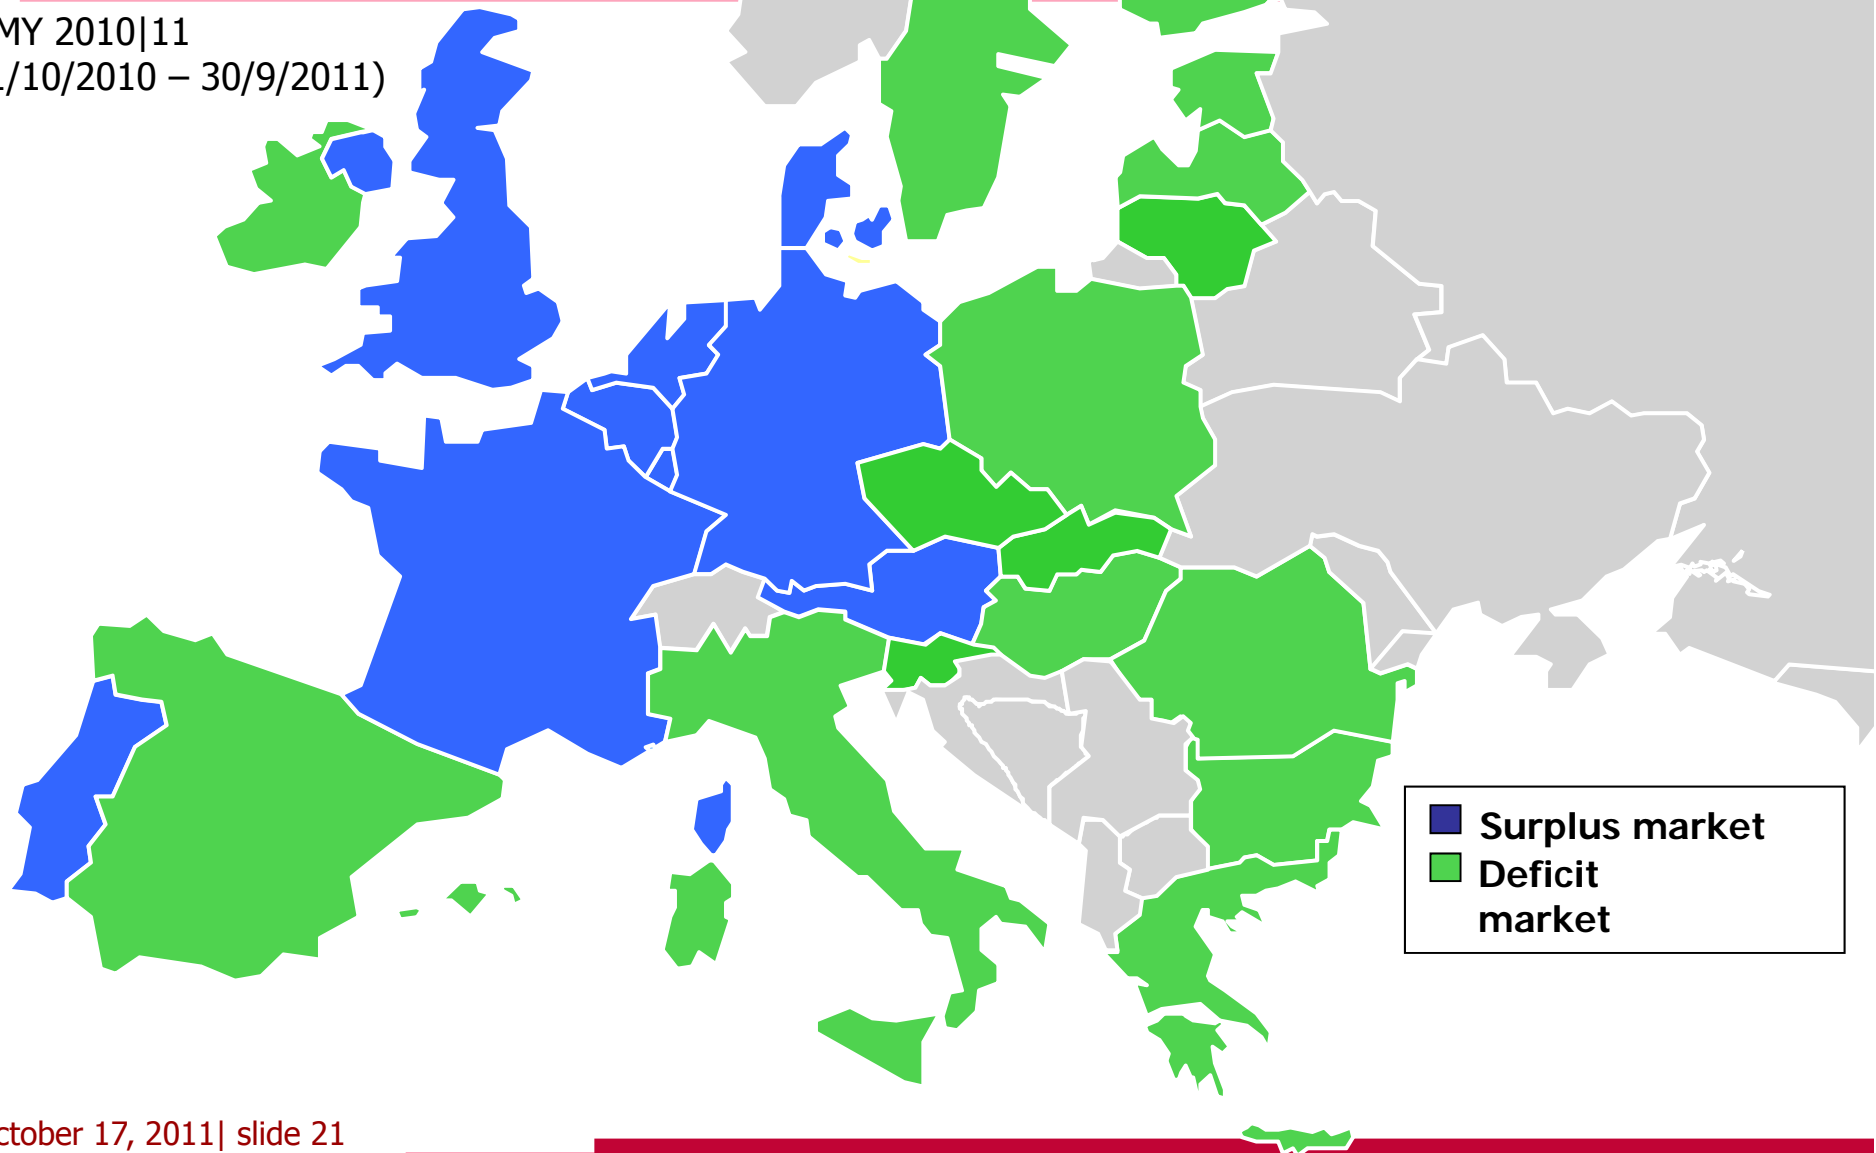 MY 2010|11
/10/2010 – 30/9/2011)
Surplus market
Deficit
market
ctober 17, 2011| slide 21